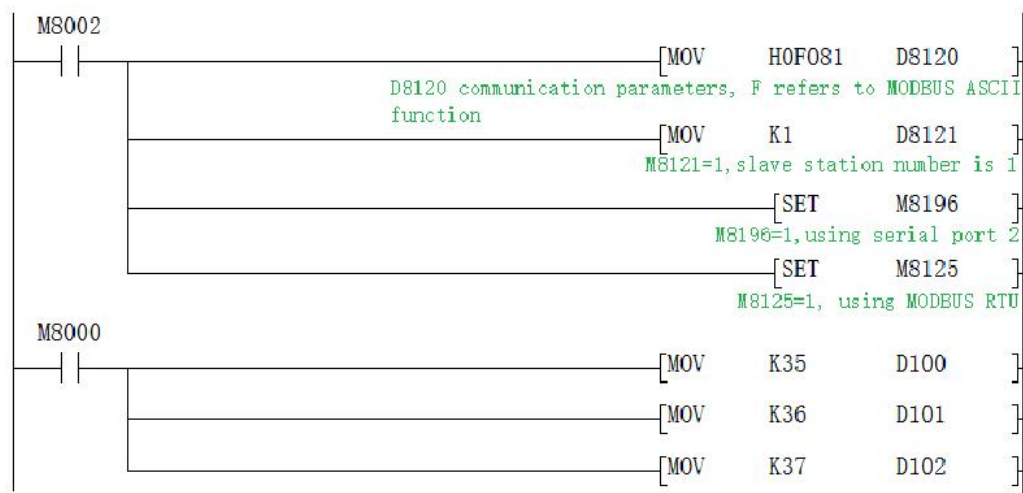 M8002
[MOV H0F081 D8120 ]
D8120 communication parameters, F refers to MODBUS ASCII
function
[MOV K1 D8121 ]
M8121=1,slave station number is 1
[SET M8196 ]
M8196=1,using serial port 2
[SET M8125 ]
M8125=1, using MODBUS RTU
M8000
[MOV K35 D100 ]
[MOV K36 D101 ]
[MOV K37 D102 ]